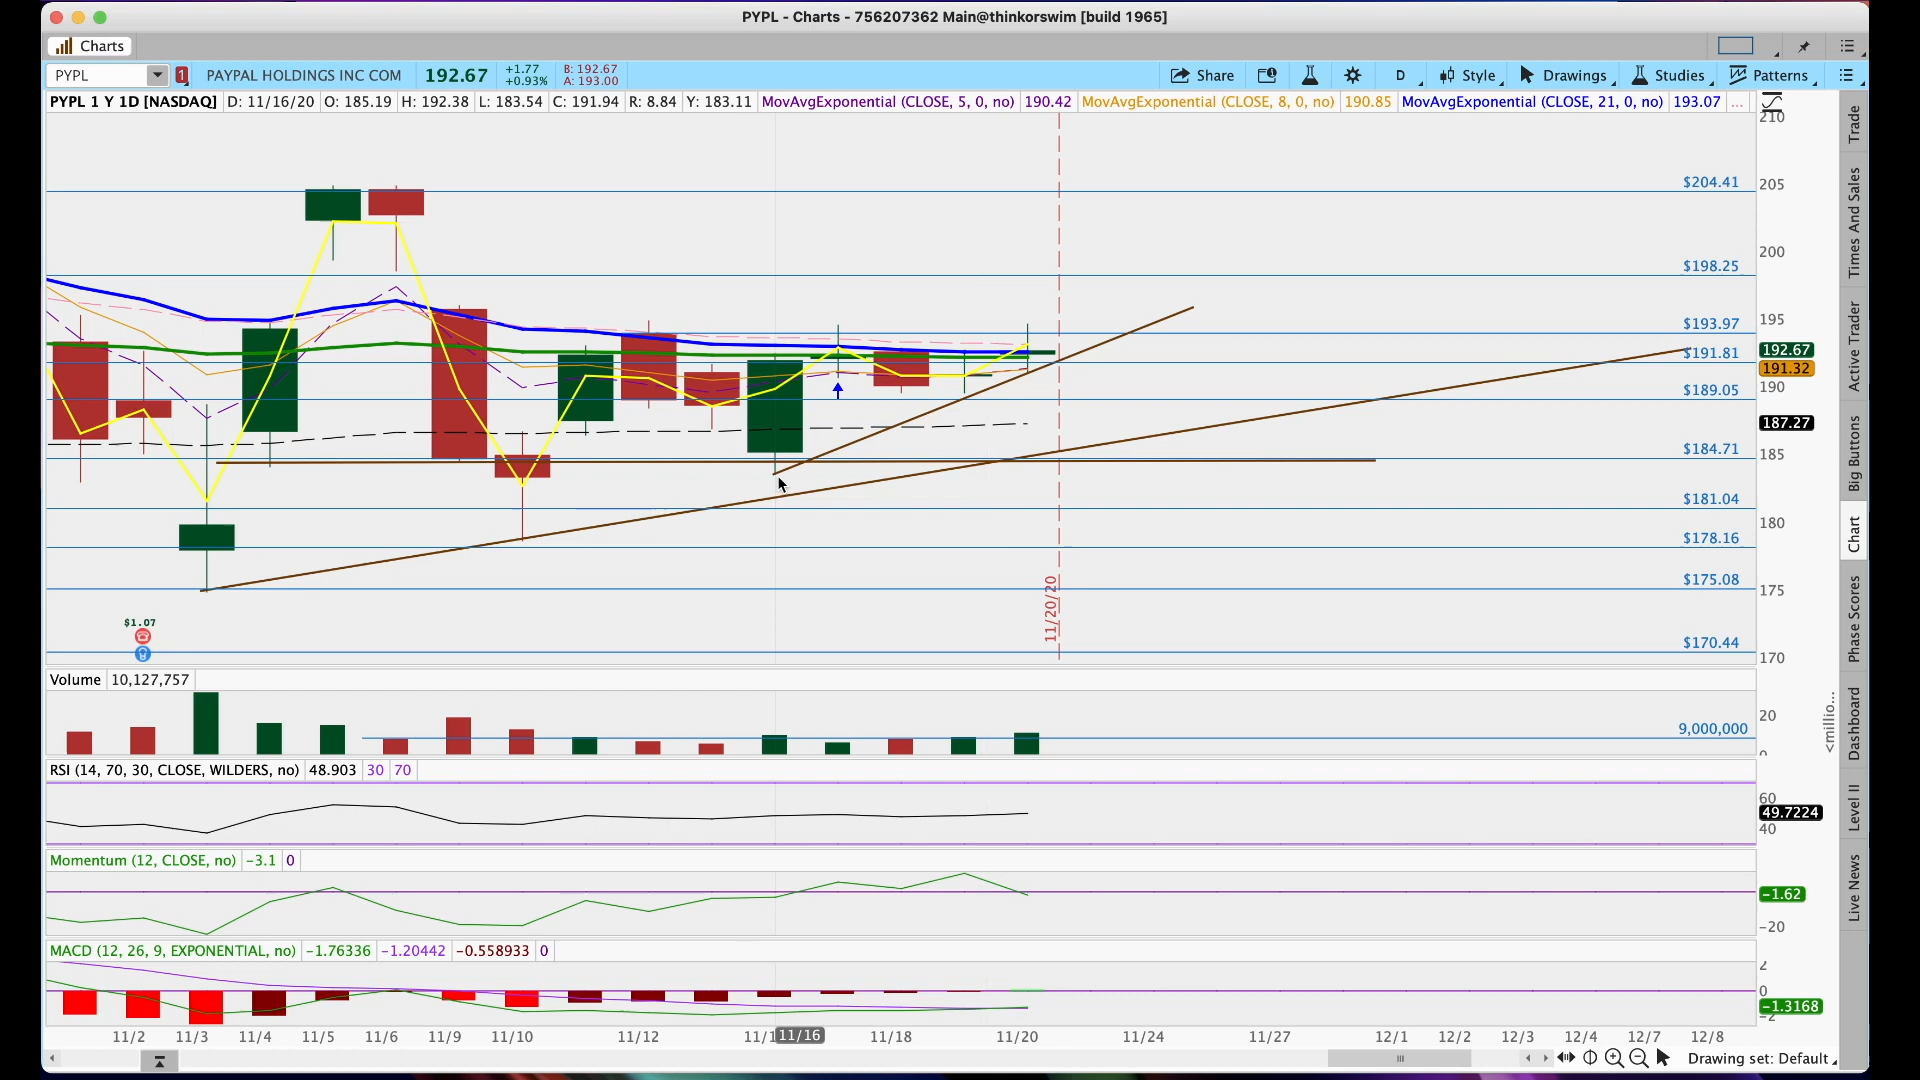 PYPL - Charts - 756207362 Main@thinkorswim [build 1965]
Charts
PYPL 1 PAYPAL HOLDINGS INC COM 192.67 +1.77 +0.93% B: 192.67 A: 193.00 Share D Style Drawings Studies Patterns
PYPL 1 Y 1D [NASDAQ] D: 11/16/20 O: 185.19 H: 192.38 L: 183.54 C: 191.94 R: 8.84 Y: 183.11 MovAvgExponential (CLOSE, 5, 0, no) 190.42 MovAvgExponential (CLOSE, 8, 0, no) 190.85 MovAvgExponential (CLOSE, 21, 0, no) 193.07 ...
210
$204.41
205
200
$198.25
195
$193.97
192.67
$191.81
191.32
190
$189.05
187.27
185
$184.71
$181.04
180
$178.16
$175.08
175
$170.44
170
11/20/20
$1.07
Volume 10,127,757
20
9,000,000
0
<millio...
RSI (14, 70, 30, CLOSE, WILDERS, no) 48.903 30 70
60
49.7224
40
Momentum (12, CLOSE, no) -3.1 0
-1.62
-20
MACD (12, 26, 9, EXPONENTIAL, no) -1.76336 -1.20442 -0.558933 0
2
0
-1.3168
-2
11/2 11/3 11/4 11/5 11/6 11/9 11/10 11/12 11/16 11/18 11/20 11/24 11/27 12/1 12/2 12/3 12/4 12/7 12/8
Drawing set: Default
Trade
Times And Sales
Active Trader
Big Buttons
Chart
Phase Scores
Dashboard
Level II
Live News